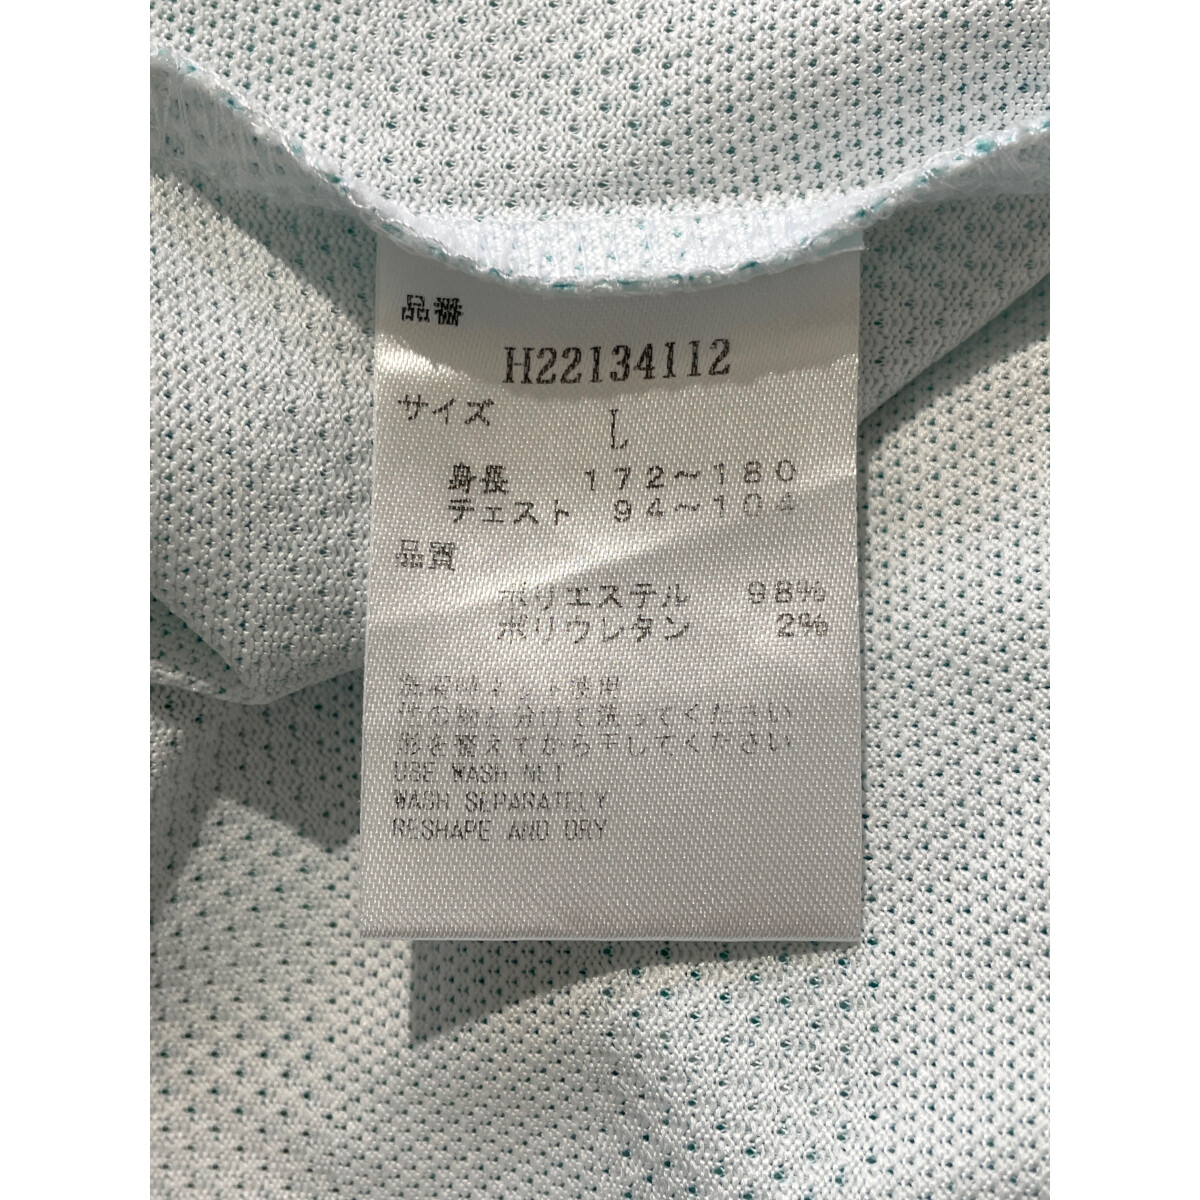 品番
H22134112
サイズ L
身長 172〜180
チェスト 94〜104
品質
ポリエステル 98%
ポリウレタン 2%
洗濯時ネット使用
他の物と分けて洗ってください
形を整えてから干してください
USE WASH NET
WASH SEPARATELY
RESHAPE AND DRY